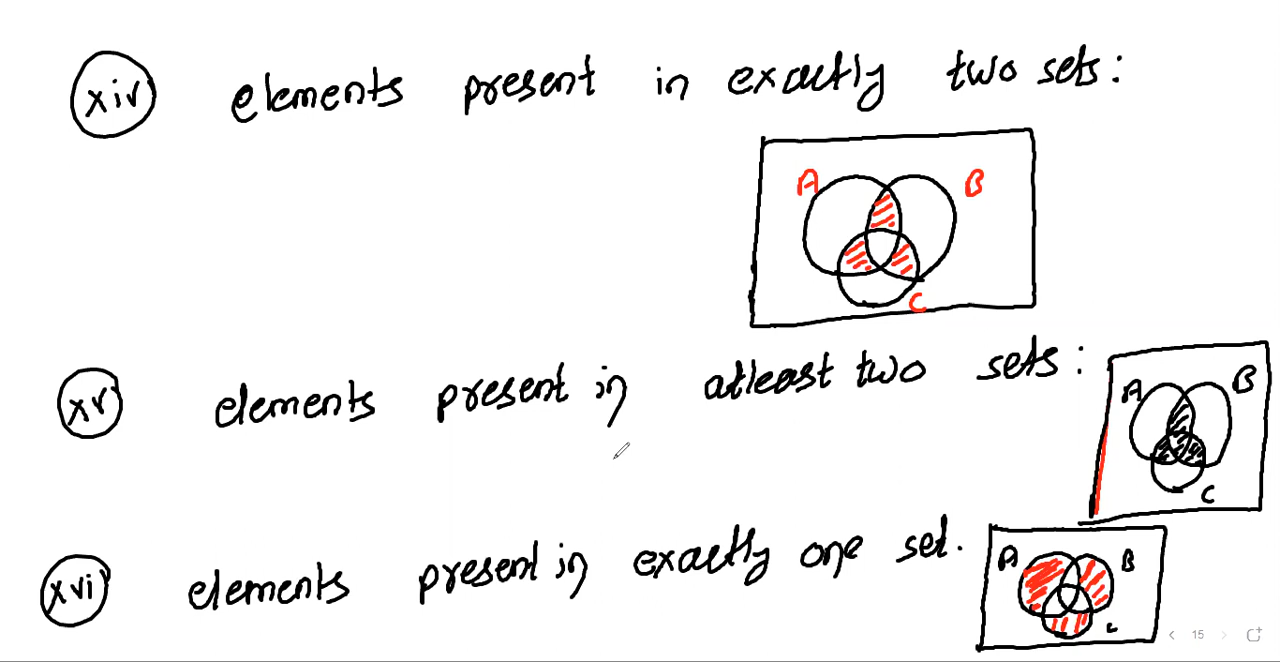 xiv elements present in exactly two sets:
A B
C
xv elements present in atleast two sets:
A B
C
xvi elements present in exactly one set.
A B
C
< 15 >